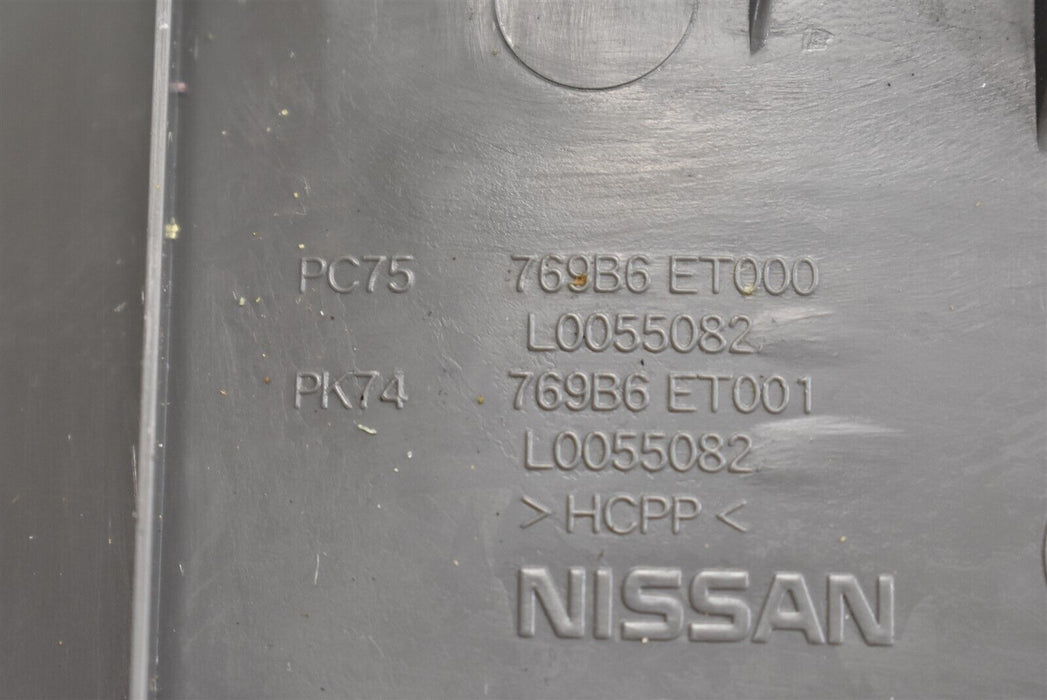 PC75 769B6 ET000
L0055082
PK74 769B6 ET001
L0055082
>HCPP<
NISSAN